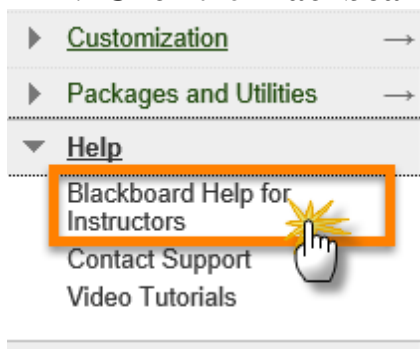 Customization
Packages and Utilities
Help
Blackboard Help for
Instructors
Contact Support
Video Tutorials